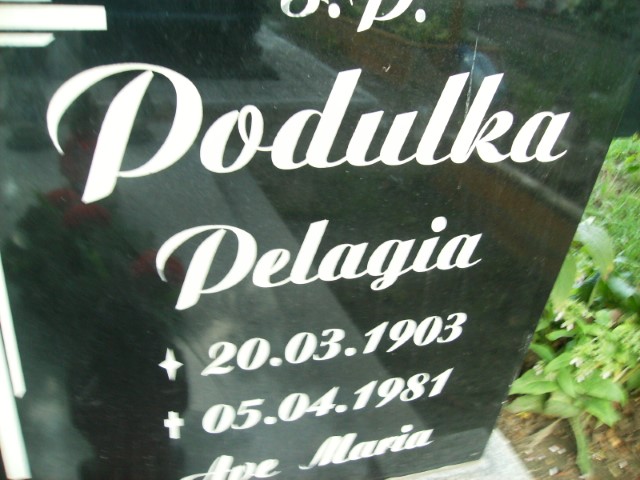 ś.p.
Podulka
Pelagia
20.03.1903
05.04.1981
Ave Maria